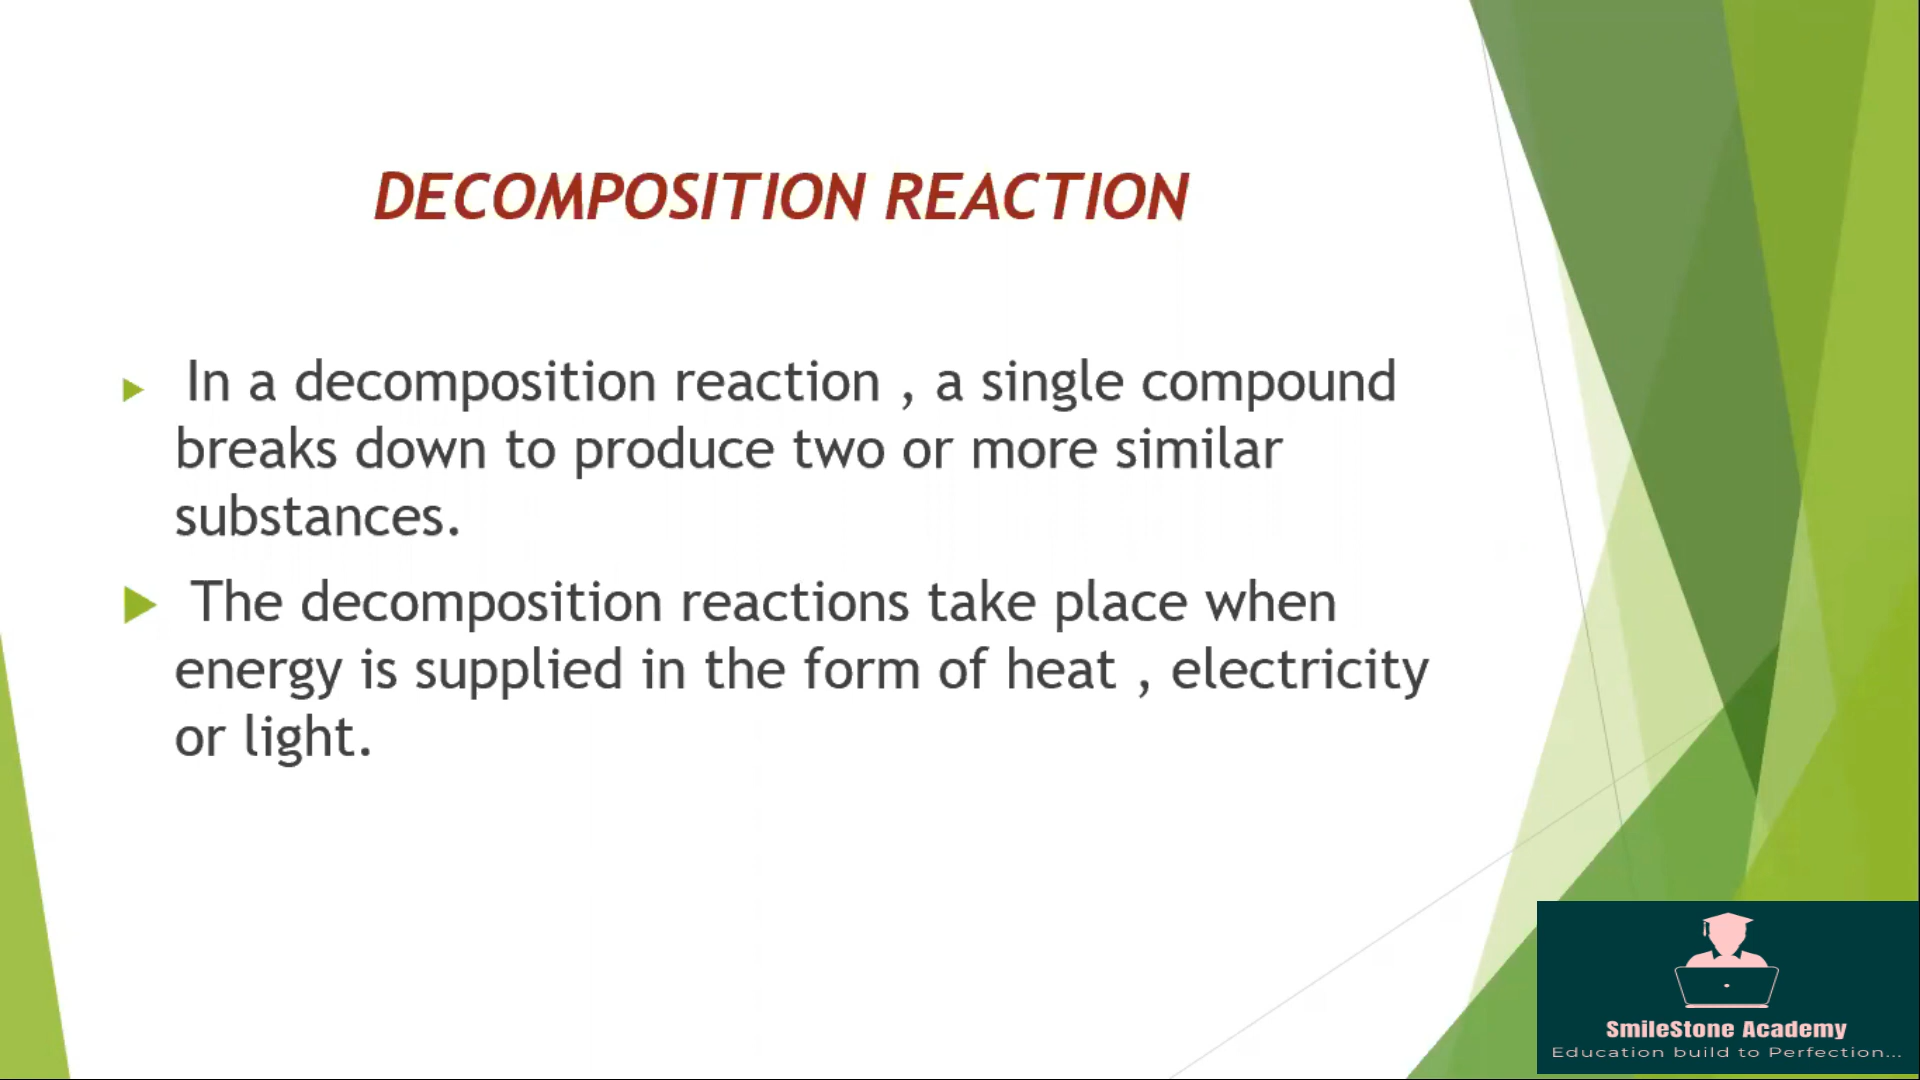 DECOMPOSITION REACTION
In a decomposition reaction , a single compound
breaks down to produce two or more similar
substances.
The decomposition reactions take place when
energy is supplied in the form of heat , electricity
or light.
SmileStone Academy
Education build to Perfection...